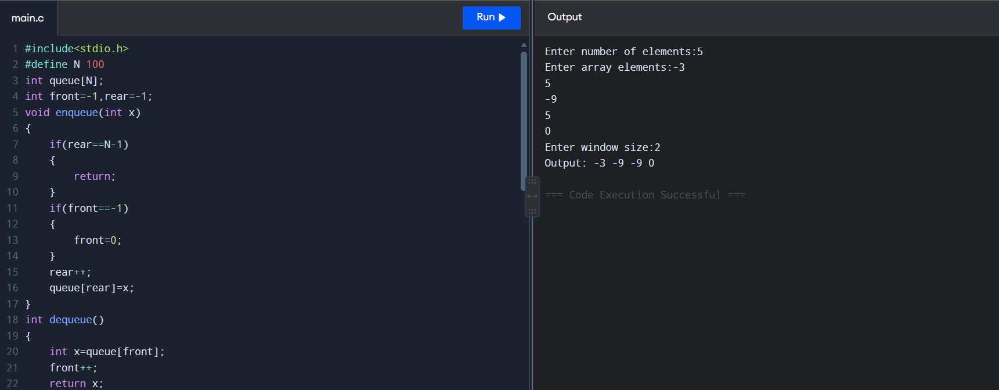 main.c
Run
1 #include<stdio.h>
2 #define N 100
3 int queue[N];
4 int front=-1,rear=-1;
5 void enqueue(int x)
6 {
7     if(rear==N-1)
8     {
9         return;
10     }
11     if(front==-1)
12     {
13         front=0;
14     }
15     rear++;
16     queue[rear]=x;
17 }
18 int dequeue()
19 {
20     int x=queue[front];
21     front++;
22     return x;
Output
Enter number of elements:5
Enter array elements:-3
5
-9
5
0
Enter window size:2
Output: -3 -9 -9 0
=== Code Execution Successful ===